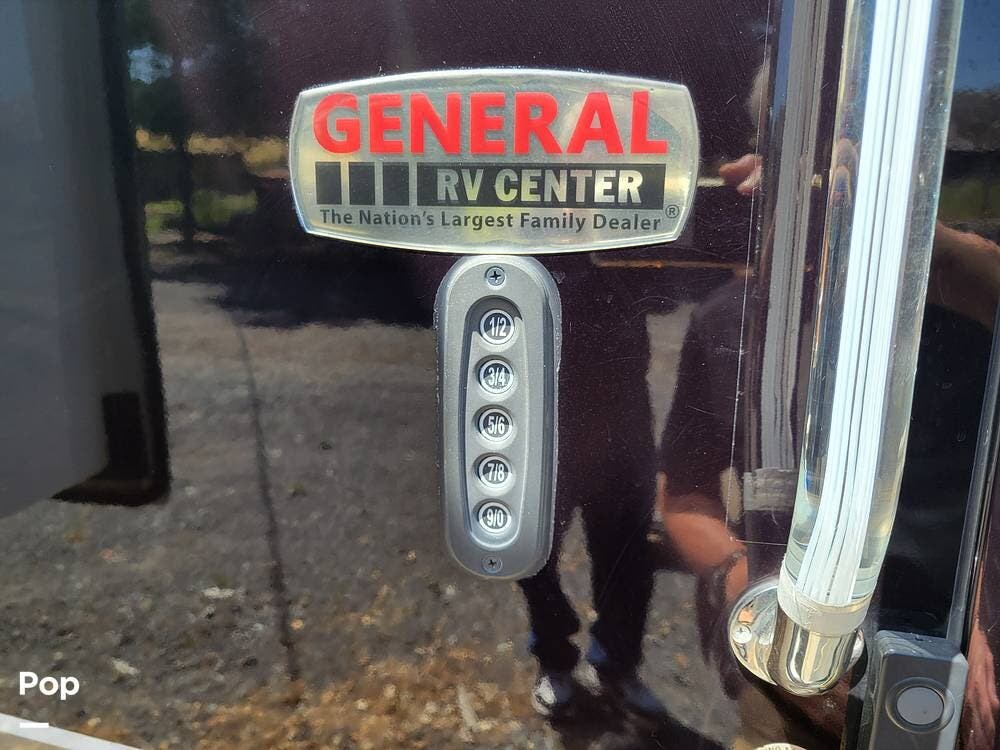 GENERAL
RV CENTER
The Nation's Largest Family Dealer®
1/2
3/4
5/6
7/8
9/0
Pop